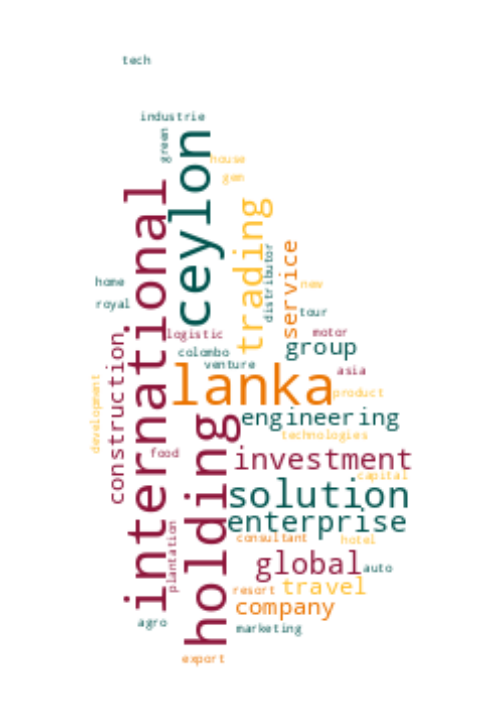 tech
industrie
green
ceylon
house
gem
international
trading
distributor
service
home
new
royal
tour
logistic
motor
construction
colombo
group
venture
lanka
asia
development
product
holding
engineering
technologies
food
investment
capital
solution
enterprise
plantation
consultant
hotel
global
auto
resort
travel
company
agro
marketing
export